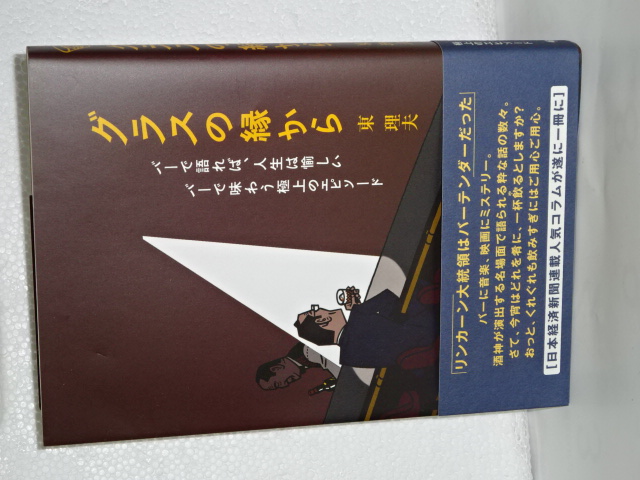 グラスの縁から
東 理夫
バーで語れば、人生は愉しい
バーで味わう極上のエピソード
「リンカーン大統領はバーテンダーだった」
バーに音楽、映画にミステリー。
酒神が演出する名場面で語られる粋な話の数々。
さて、今宵はどれを肴に、一杯飲るとしますか?
おっと、くれぐれも飲みすぎにはご用心ご用心。
[日本経済新聞連載人気コラムが遂に一冊に]